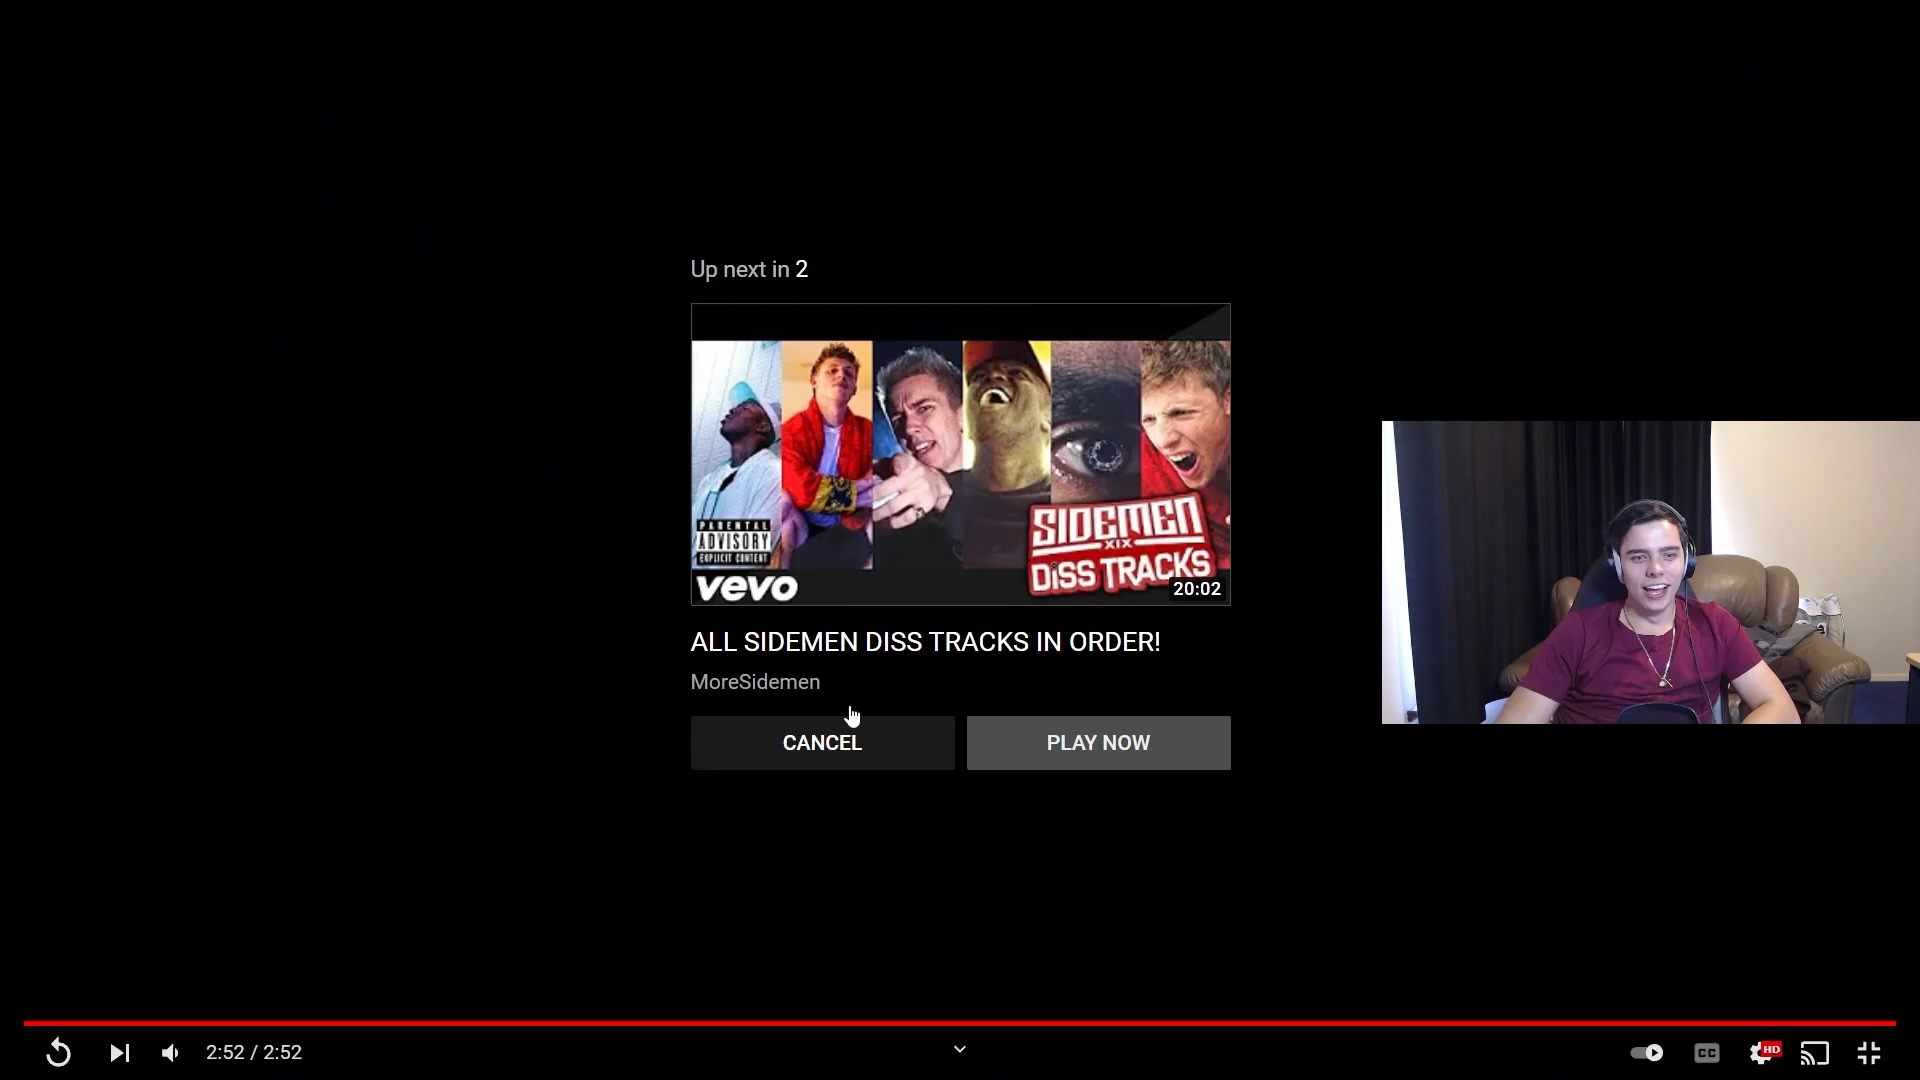 Up next in 2
PARENTAL
ADVISORY
EXPLICIT CONTENT
vevo
SIDEMEN
XIX
DISS TRACKS
20:02
ALL SIDEMEN DISS TRACKS IN ORDER!
MoreSidemen
CANCEL
PLAY NOW
2:52 / 2:52
CC
HD